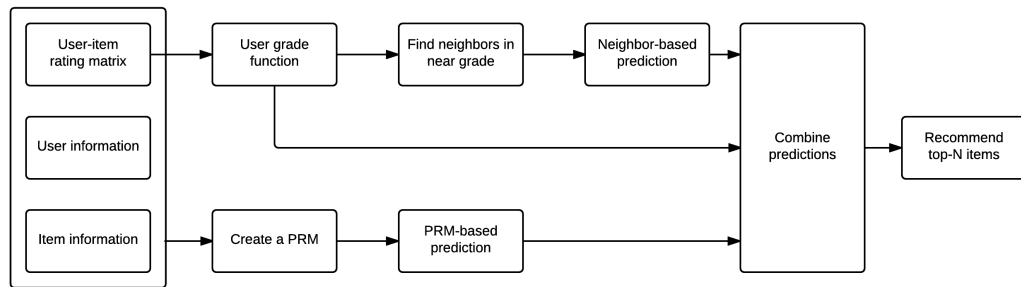 User-item
rating matrix
User grade
function
Find neighbors in
near grade
Neighbor-based
prediction
User information
Combine
predictions
Recommend
top-N items
Item information
Create a PRM
PRM-based
prediction